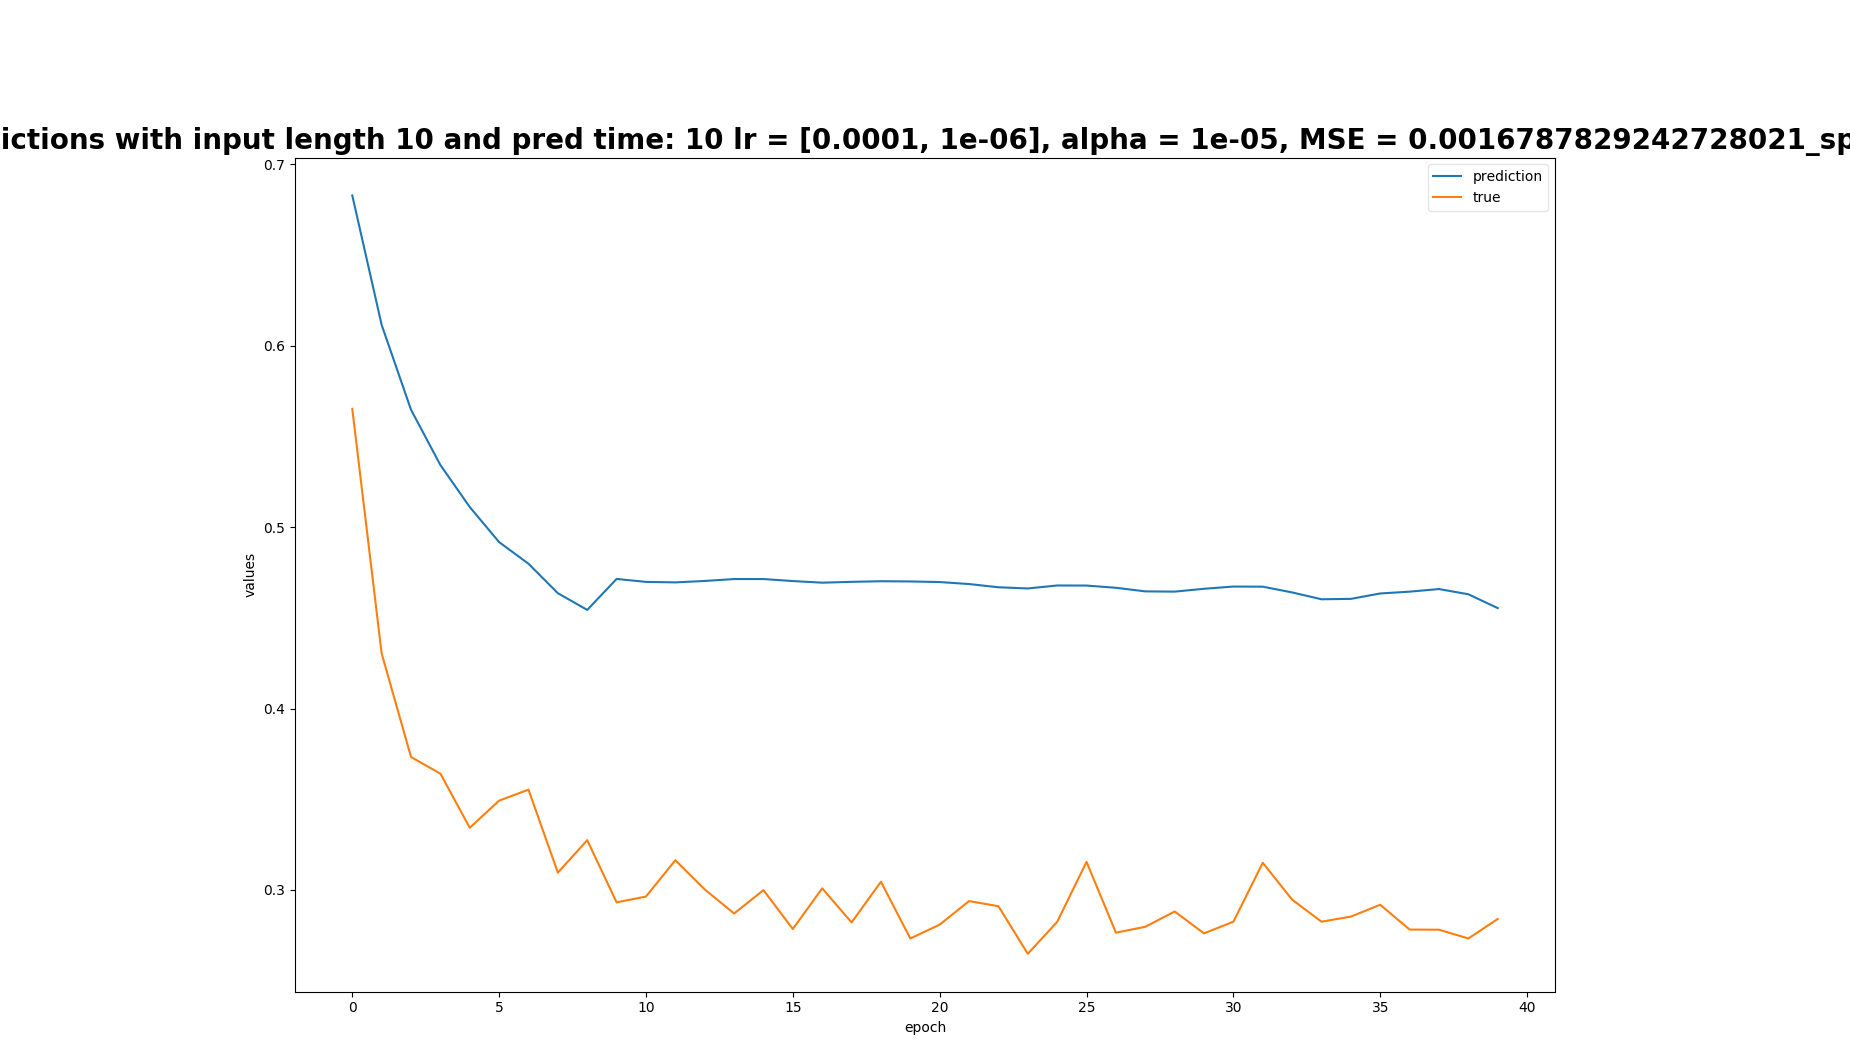 ictions with input length 10 and pred time: 10 lr = [0.0001, 1e-06], alpha = 1e-05, MSE = 0.0016787829242728021_sp
prediction
true
0.7
0.6
0.5
0.4
0.3
values
0 5 10 15 20 25 30 35 40
epoch